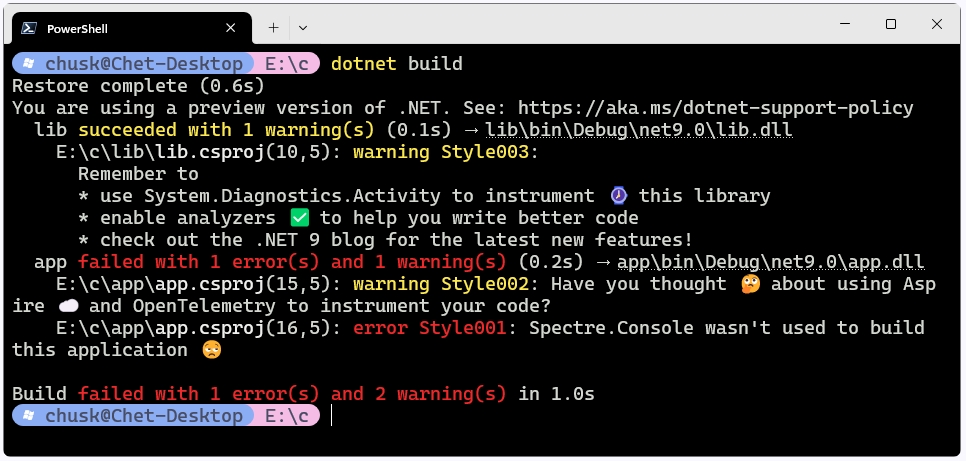 PowerShell
chusk@Chet-Desktop E:\c dotnet build
Restore complete (0.6s)
You are using a preview version of .NET. See: https://aka.ms/dotnet-support-policy
lib succeeded with 1 warning(s) (0.1s) → lib\bin\Debug\net9.0\lib.dll
E:\c\lib\lib.csproj(10,5): warning Style003:
Remember to
* use System.Diagnostics.Activity to instrument ⌚ this library
* enable analyzers ✅ to help you write better code
* check out the .NET 9 blog for the latest new features!
app failed with 1 error(s) and 1 warning(s) (0.2s) → app\bin\Debug\net9.0\app.dll
E:\c\app\app.csproj(15,5): warning Style002: Have you thought 🤔 about using Asp
ire ☁️ and OpenTelemetry to instrument your code?
E:\c\app\app.csproj(16,5): error Style001: Spectre.Console wasn't used to build
this application 😢
Build failed with 1 error(s) and 2 warning(s) in 1.0s
chusk@Chet-Desktop E:\c